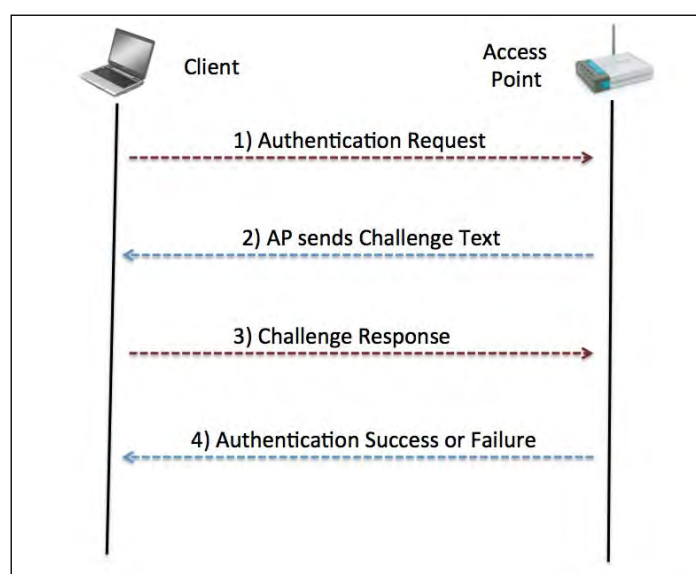 Client
Access
Point
1) Authentication Request
2) AP sends Challenge Text
3) Challenge Response
4) Authentication Success or Failure